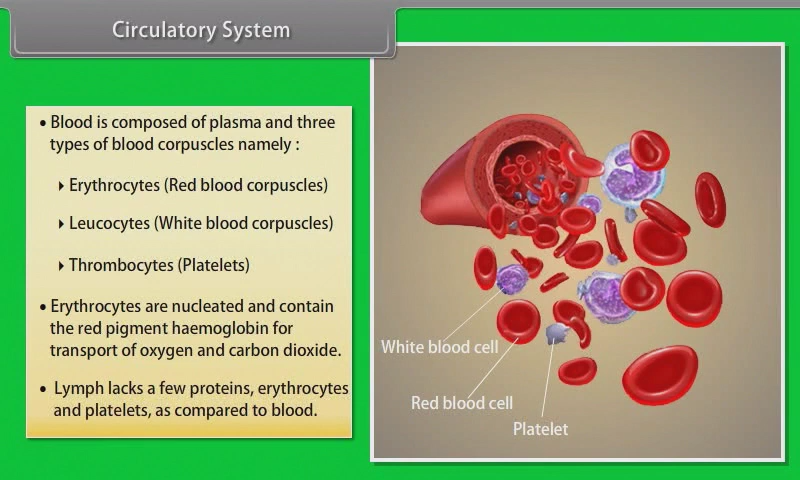 Circulatory System
• Blood is composed of plasma and three
types of blood corpuscles namely :
▸ Erythrocytes (Red blood corpuscles)
▸ Leucocytes (White blood corpuscles)
▸ Thrombocytes (Platelets)
• Erythrocytes are nucleated and contain
the red pigment haemoglobin for
transport of oxygen and carbon dioxide.
• Lymph lacks a few proteins, erythrocytes
and platelets, as compared to blood.
White blood cell
Red blood cell
Platelet